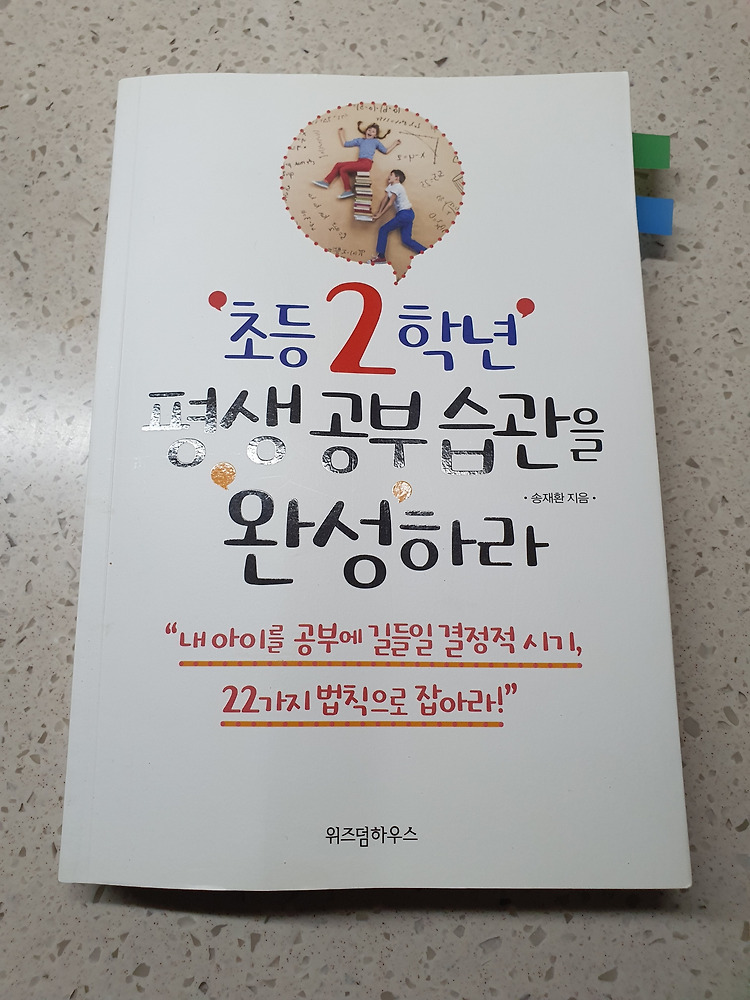 초등 2 학년
평생 공부 습관을
• 송재환 지음 •
완성하라
“내 아이를 공부에 길들일 결정적 시기,
22가지 법칙으로 잡아라!”
위즈덤하우스